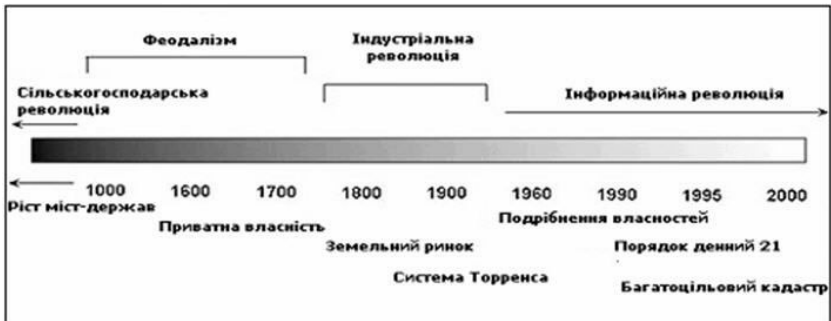 Феодалізм
Індустріальна
революція
Сільськогосподарська
революція
Інформаційна революція
1000 1600 1700 1800 1900 1960 1990 1995 2000
Ріст міст-держав
Приватна власність
Подрібнення власностей
Земельний ринок
Порядок денний 21
Система Торренса
Багатоцільовий кадастр